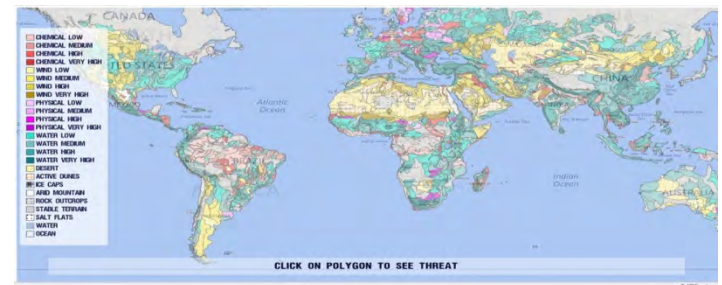 CANADA
CHEMICAL LOW
CHEMICAL MEDIUM
CHEMICAL HIGH
CHEMICAL VERY HIGH
WIND LOW
WIND MEDIUM
WIND HIGH
WIND VERY HIGH
PHYSICAL LOW
PHYSICAL MEDIUM
PHYSICAL HIGH
PHYSICAL VERY HIGH
WATER LOW
WATER MEDIUM
WATER HIGH
WATER VERY HIGH
DESERT
ACTIVE DUNES
ICE CAPS
ARID MOUNTAIN
ROCK OUTCROPS
STABLE TERRAIN
SALT FLATS
WATER
OCEAN
CHINA
Atlantic
Ocean
Indian
Ocean
CLICK ON POLYGON TO SEE THREAT